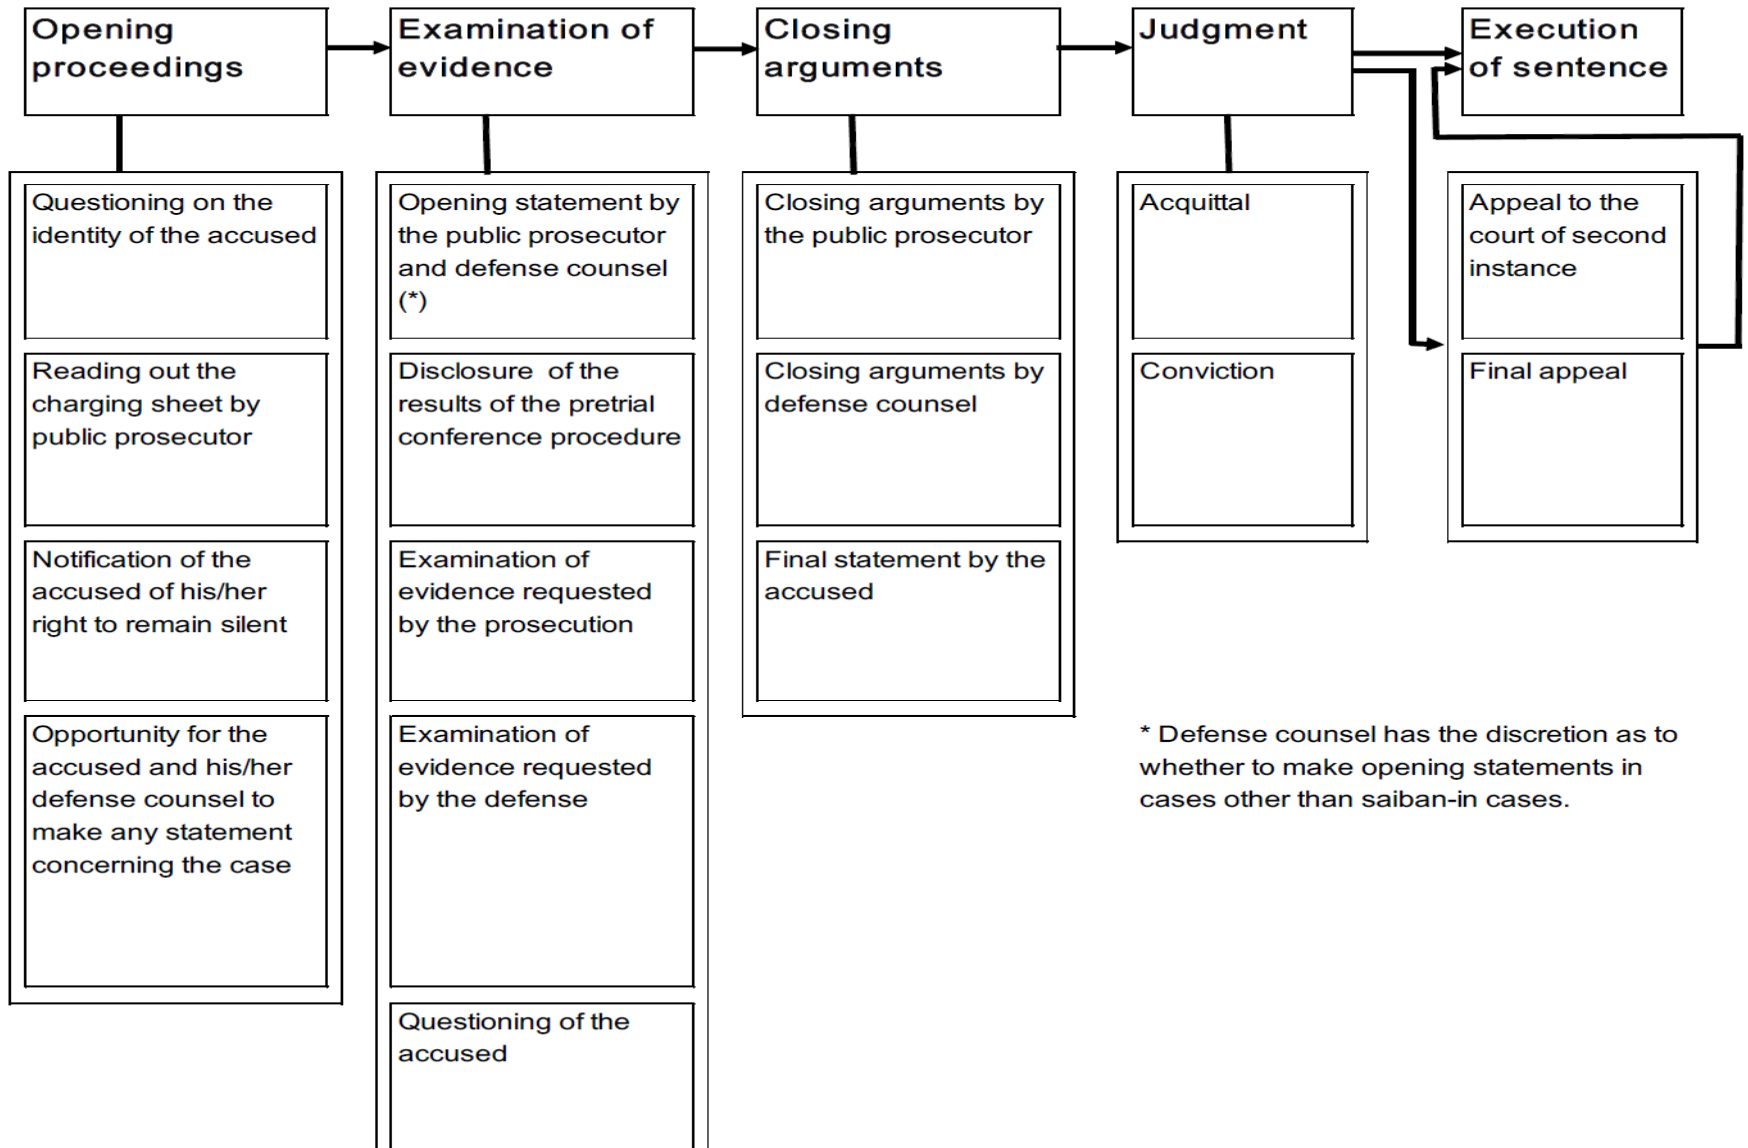 Opening
proceedings
Examination of
evidence
Closing
arguments
Judgment
Execution
of sentence
Questioning on the
identity of the accused
Reading out the
charging sheet by
public prosecutor
Notification of the
accused of his/her
right to remain silent
Opportunity for the
accused and his/her
defense counsel to
make any statement
concerning the case
Opening statement by
the public prosecutor
and defense counsel
(*)
Disclosure of the
results of the pretrial
conference procedure
Examination of
evidence requested
by the prosecution
Examination of
evidence requested
by the defense
Questioning of the
accused
Closing arguments by
the public prosecutor
Closing arguments by
defense counsel
Final statement by the
accused
Acquittal
Conviction
Appeal to the
court of second
instance
Final appeal
* Defense counsel has the discretion as to
whether to make opening statements in
cases other than saiban-in cases.